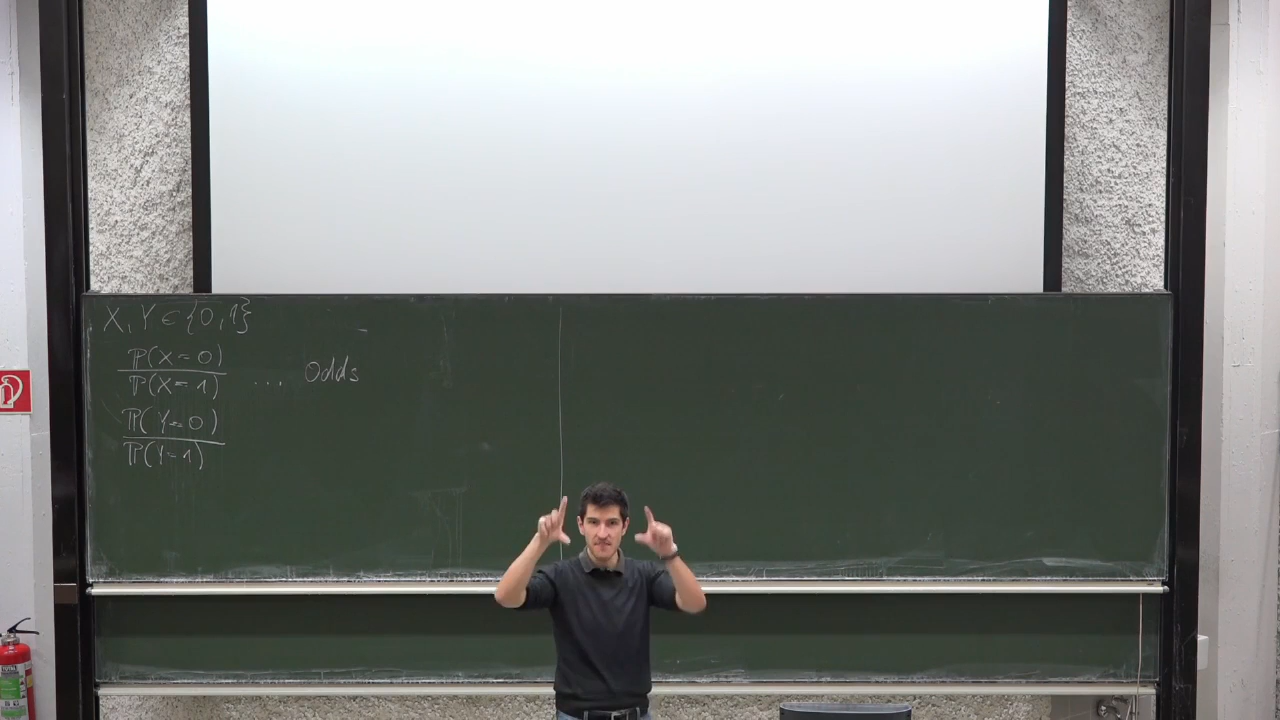 X, Y ∈ {0, 1}
P(X=0)
P(X=1) ... Odds
P(Y=0)
P(Y=1)